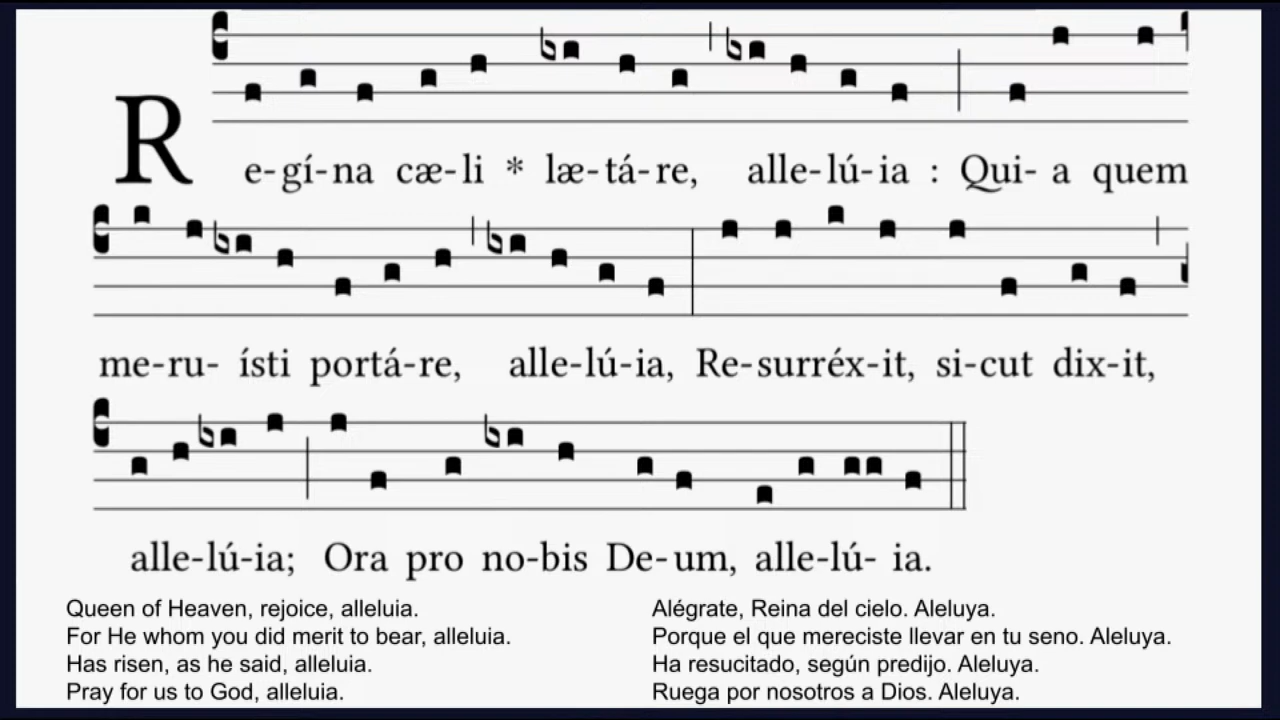 Re-gí-na cæ-li * læ-tá-re, alle-lú-ia : Qui- a quem
me-ru- ísti portá-re, alle-lú-ia, Re-surréx-it, si-cut dix-it,
alle-lú-ia; Ora pro no-bis De-um, alle-lú- ia.
Queen of Heaven, rejoice, alleluia.
For He whom you did merit to bear, alleluia.
Has risen, as he said, alleluia.
Pray for us to God, alleluia.
Alégrate, Reina del cielo. Aleluya.
Porque el que mereciste llevar en tu seno. Aleluya.
Ha resucitado, según predijo. Aleluya.
Ruega por nosotros a Dios. Aleluya.